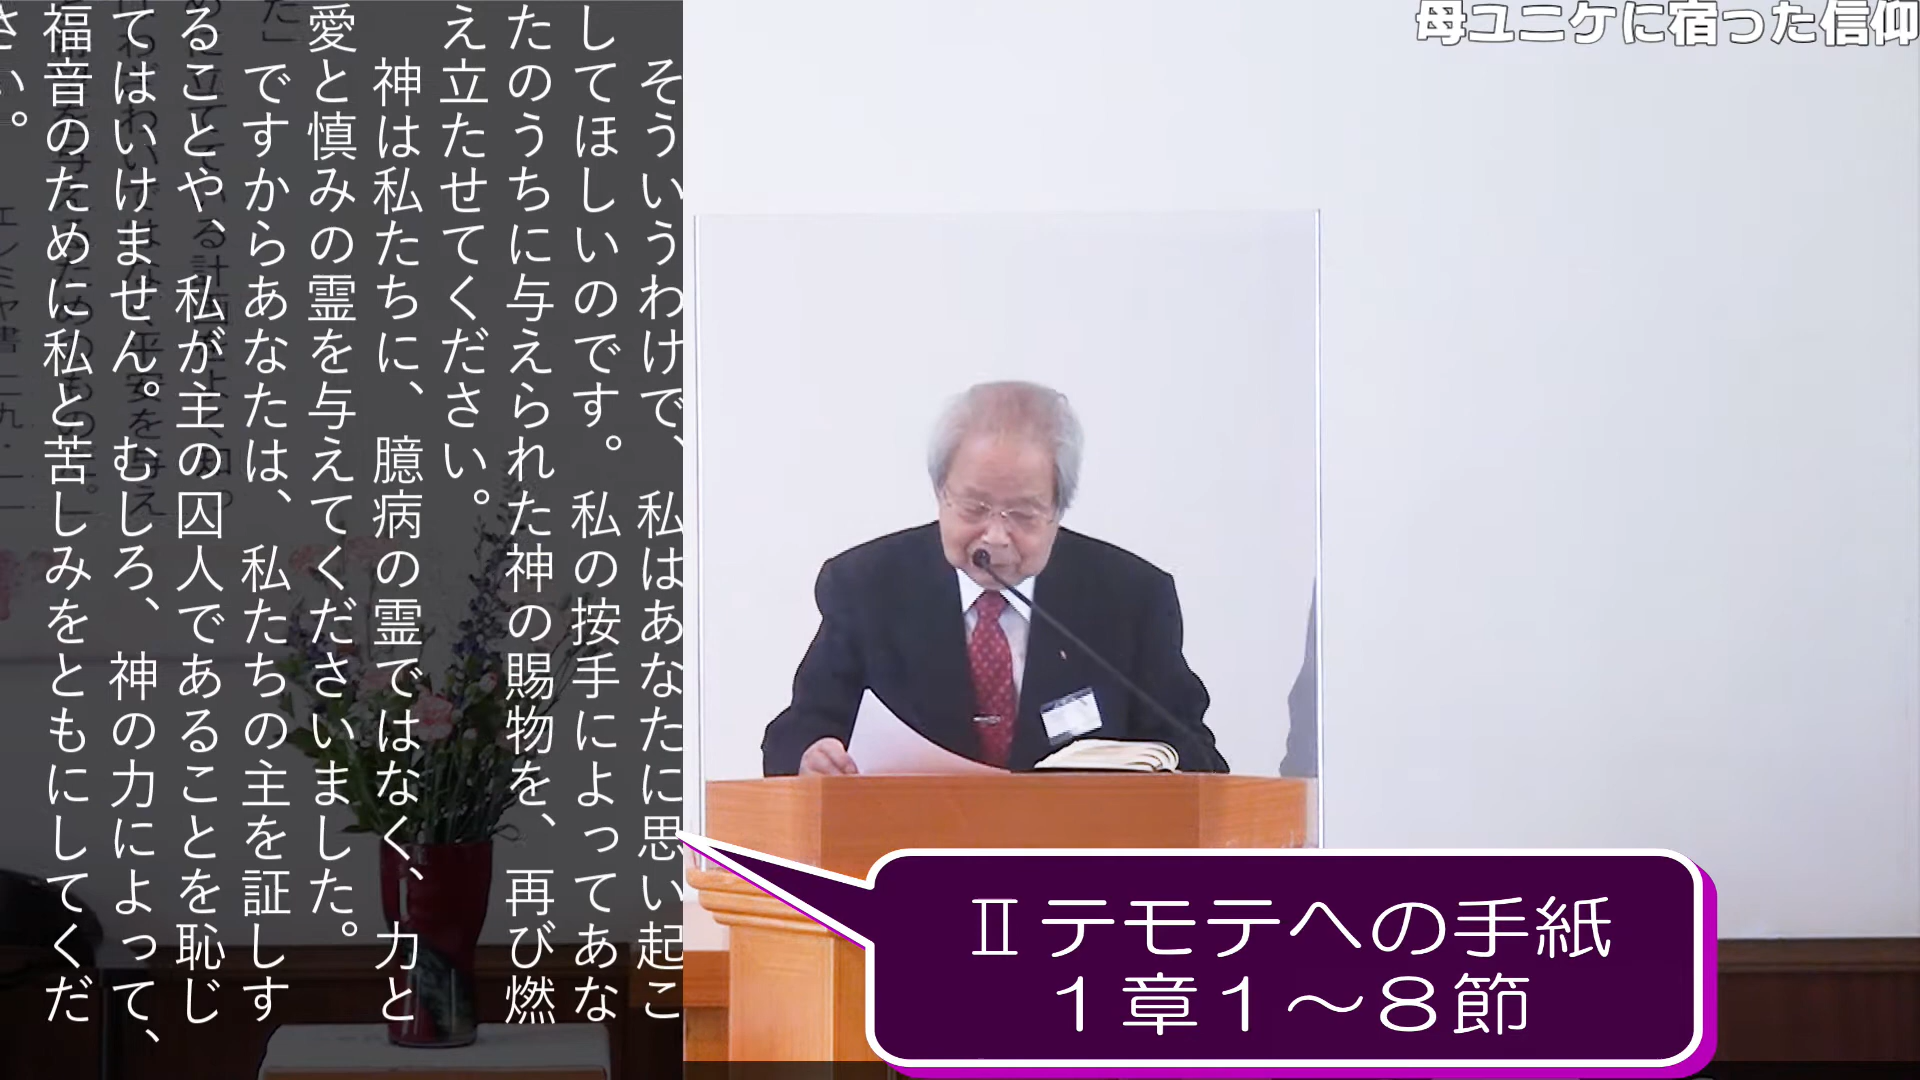 母ユニケに宿った信仰
そういうわけで、私はあなたに思い起こ
してほしいのです。私の按手によってあな
たのうちに与えられた神の賜物を、再び燃
え立たせてください。
神は私たちに、臆病の霊ではなく、力と
愛と慎みの霊を与えてくださいました。
ですからあなたは、私たちの主を証しす
ることや、私が主の囚人であることを恥じ
てはいけません。むしろ、神の力によって、
福音のために私と苦しみをともにしてくだ
さい。
Ⅱテモテへの手紙
1章1～8節